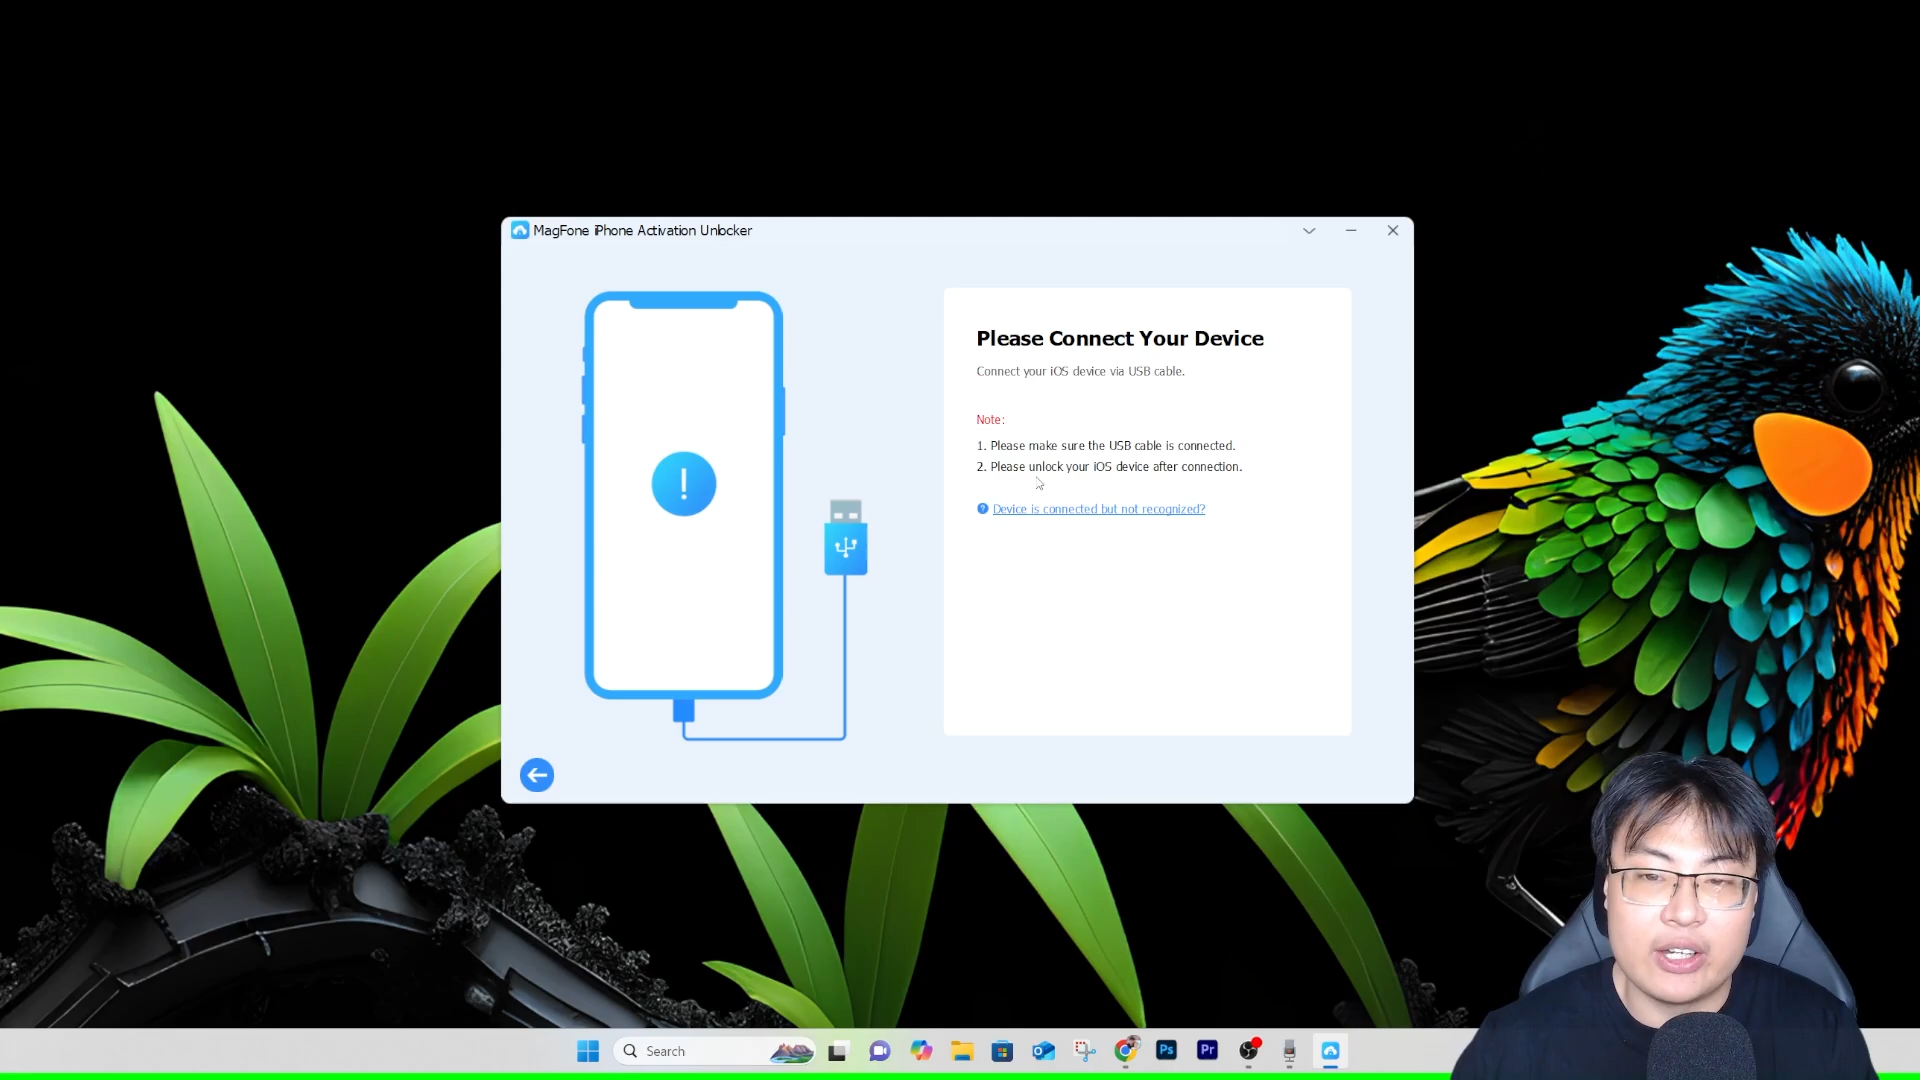 MagFone iPhone Activation Unlocker
Please Connect Your Device
Connect your iOS device via USB cable.
Note:
1. Please make sure the USB cable is connected.
2. Please unlock your iOS device after connection.
? Device is connected but not recognized?
!
Search
Ps
Pr